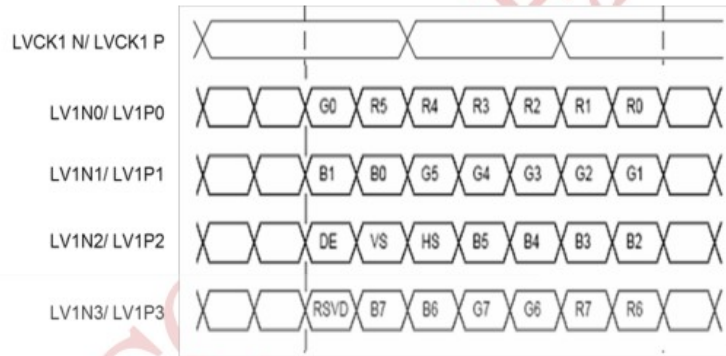 LVCK1 N/ LVCK1 P
LV1N0/ LV1P0 G0 R5 R4 R3 R2 R1 R0
LV1N1/ LV1P1 B1 B0 G5 G4 G3 G2 G1
LV1N2/ LV1P2 DE VS HS B5 B4 B3 B2
LV1N3/ LV1P3 RSVD B7 B6 G7 G6 R7 R6